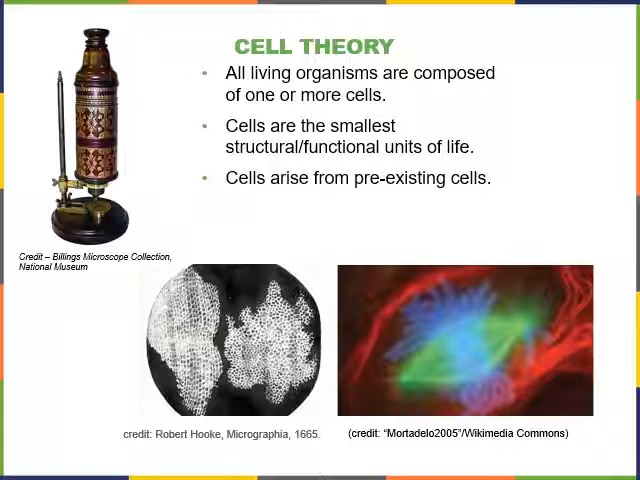 CELL THEORY
• All living organisms are composed
of one or more cells.
• Cells are the smallest
structural/functional units of life.
• Cells arise from pre-existing cells.
Credit – Billings Microscope Collection,
National Museum
credit: Robert Hooke, Micrographia, 1665.
(credit: “Mortadelo2005”/Wikimedia Commons)